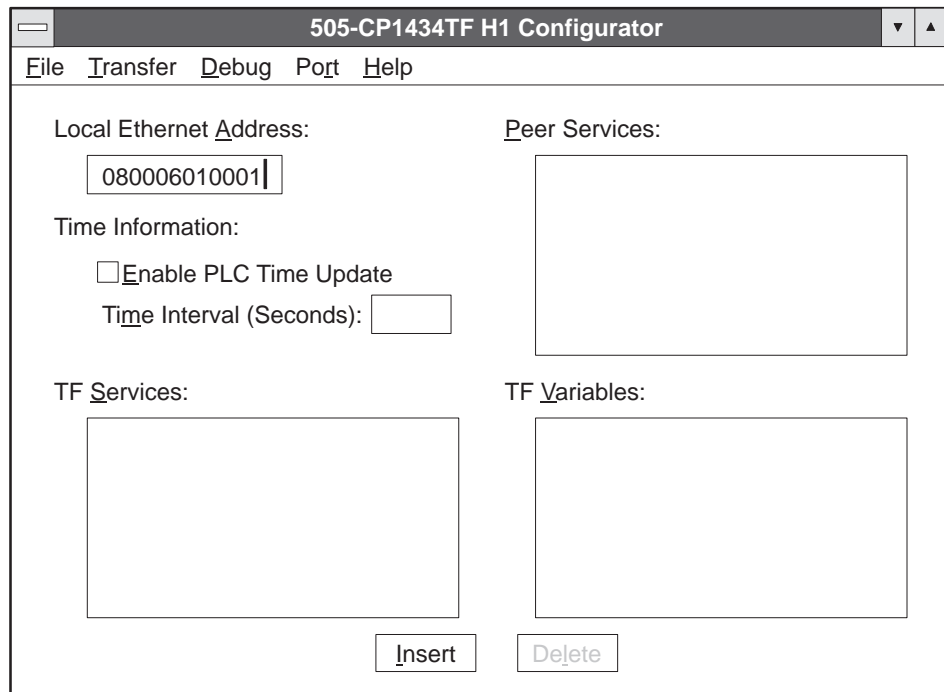 505-CP1434TF H1 Configurator
File Transfer Debug Port Help
Local Ethernet Address:
080006010001
Time Information:
Enable PLC Time Update
Time Interval (Seconds):
Peer Services:
TF Services:
TF Variables:
Insert
Delete